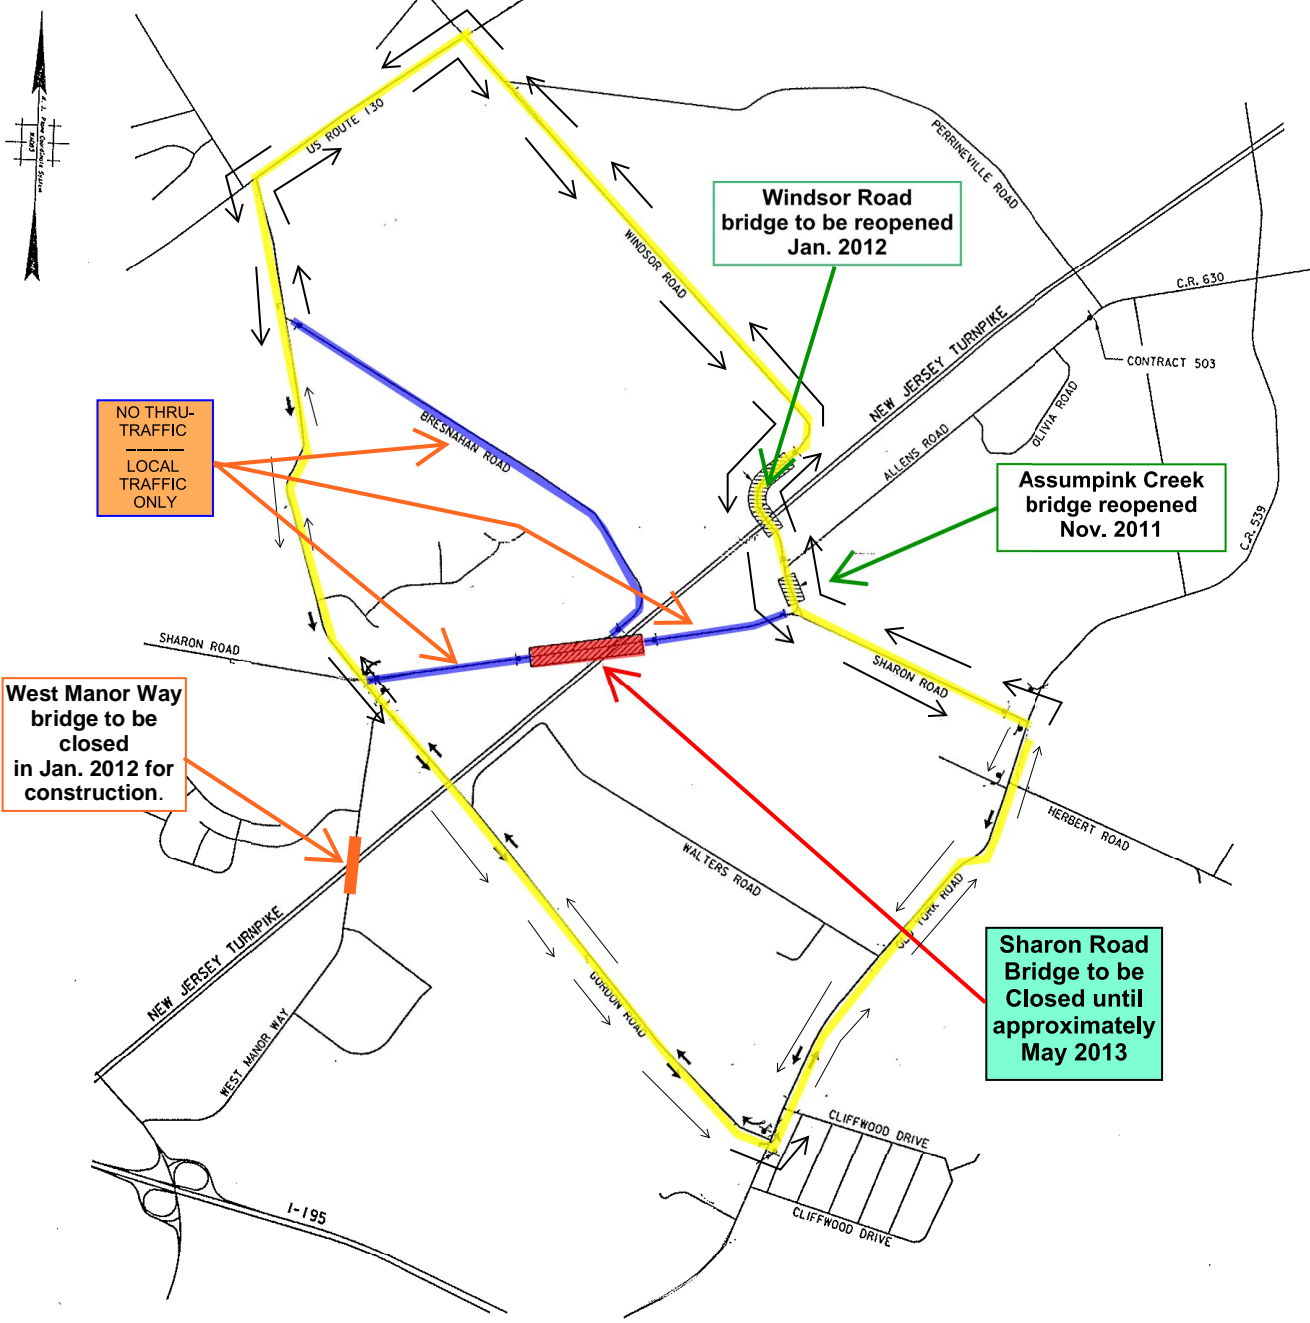 US ROUTE 130
PERRINEVILLE ROAD
Windsor Road
bridge to be reopened
Jan. 2012
WINDSOR ROAD
C.R. 630
NEW JERSEY TURNPIKE
CONTRACT 503
OLIVIA ROAD
ALLENS ROAD
NO THRU-
TRAFFIC
-----
LOCAL
TRAFFIC
ONLY
BRESNAHAN ROAD
Assumpink Creek
bridge reopened
Nov. 2011
C.R. 539
SHARON ROAD
SHARON ROAD
West Manor Way
bridge to be
closed
in Jan. 2012 for
construction.
HERBERT ROAD
WALTERS ROAD
OLD YORK ROAD
NEW JERSEY TURNPIKE
GORDON ROAD
Sharon Road
Bridge to be
Closed until
approximately
May 2013
WEST MANOR WAY
CLIFFWOOD DRIVE
CLIFFWOOD DRIVE
I-195